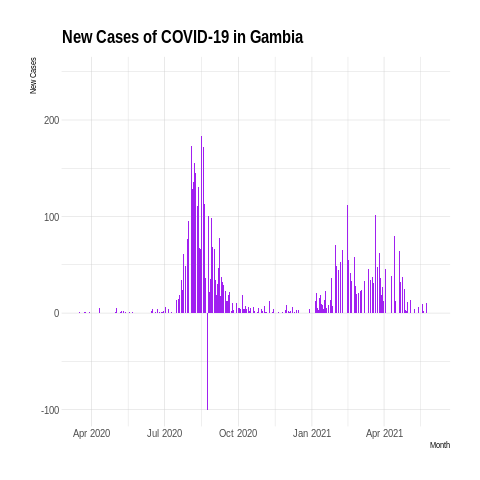 New Cases of COVID-19 in Gambia
New Cases
200
100
0
-100
Apr 2020
Jul 2020
Oct 2020
Jan 2021
Apr 2021
Month